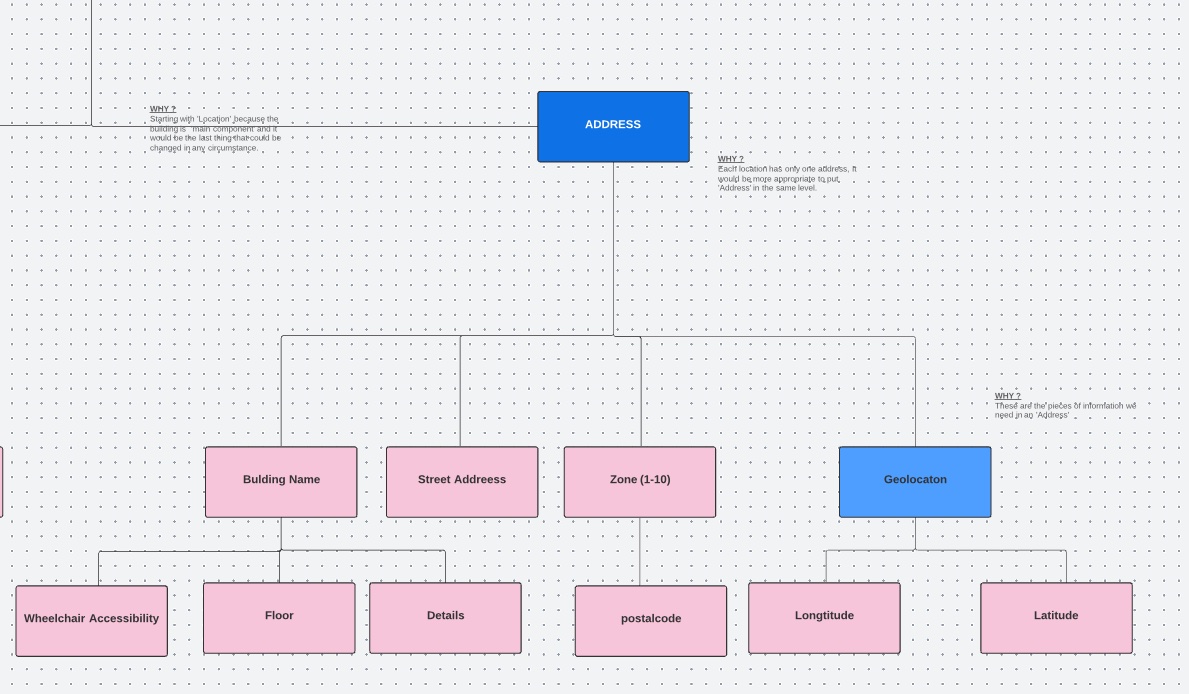 WHY ?
Starting with 'Location' because the
building is 'main component' and it
would be the last thing that could be
changed in any circumstance.
ADDRESS
WHY ?
Each location has only one address, It
would be more appropriate to put
'Address' in the same level.
WHY ?
These are the pieces of information we
need in an 'Address'
Bulding Name
Street Addreess
Zone (1-10)
Geolocaton
Wheelchair Accessibility
Floor
Details
postalcode
Longtitude
Latitude